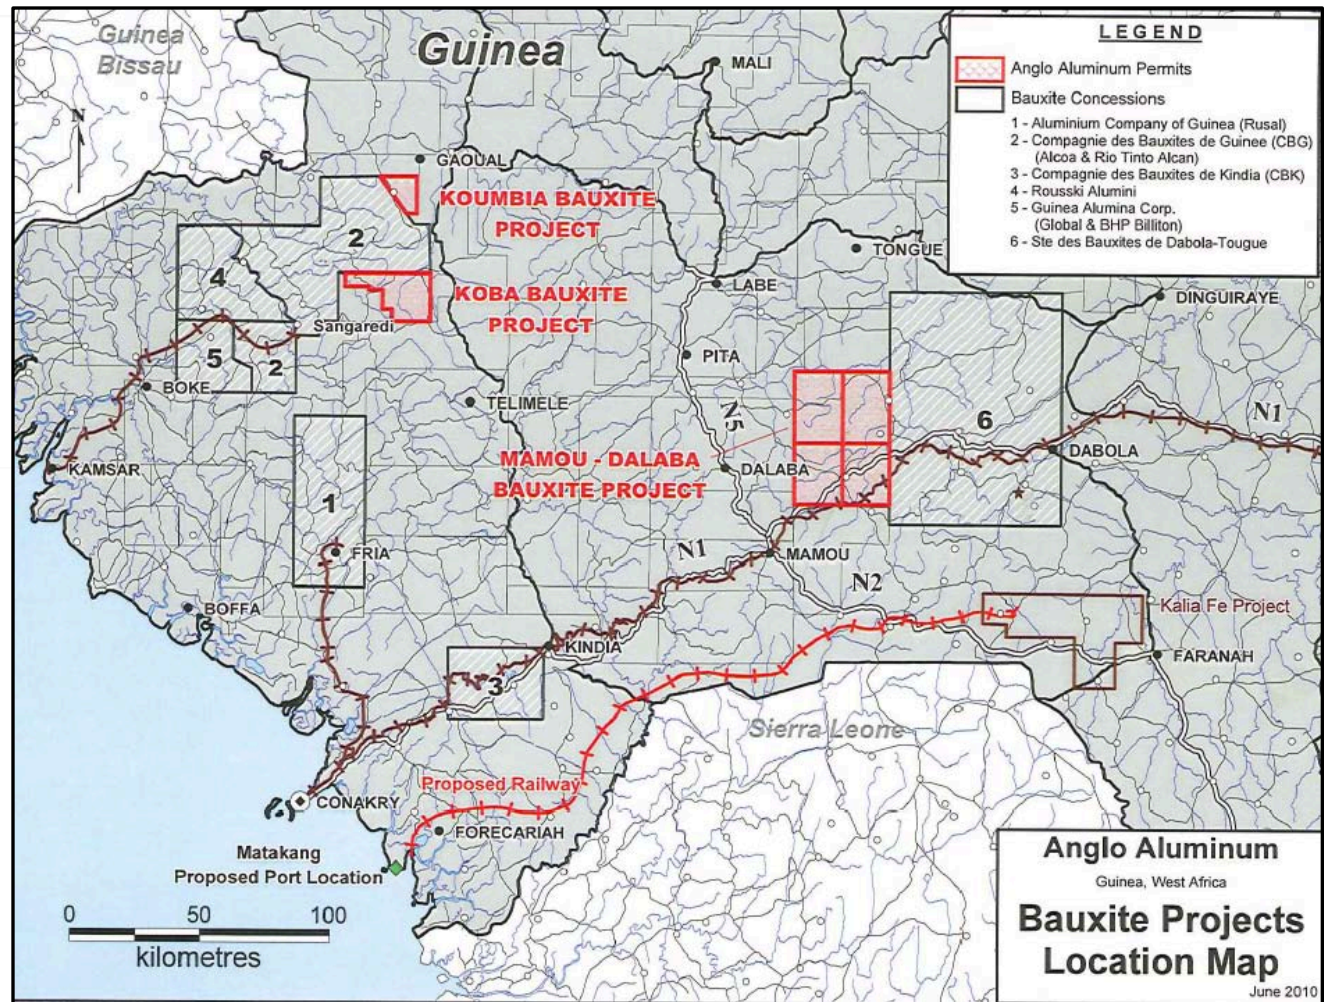 Guinea
Bissau
Guinea
MALI
N
GAOUAL
KOUMBIA BAUXITE
PROJECT
2
TONGUE
4
LABE
KOBA BAUXITE
PROJECT
DINGUIRAYE
Sangaredi
5
2
PITA
BOKE
TELIMELE
N5
6
N1
MAMOU - DALABA
BAUXITE PROJECT
DALABA
DABOLA
KAMSAR
1
FRIA
N1
MAMOU
N2
BOFFA
Kalia Fe Project
KINDIA
FARANAH
3
Sierra Leone
Proposed Railway
CONAKRY
FORECARIAH
Matakang
Proposed Port Location
0 50 100
kilometres
LEGEND
Anglo Aluminum Permits
Bauxite Concessions
1 - Aluminium Company of Guinea (Rusal)
2 - Compagnie des Bauxites de Guinee (CBG)
(Alcoa & Rio Tinto Alcan)
3 - Compagnie des Bauxites de Kindia (CBK)
4 - Rousski Alumini
5 - Guinea Alumina Corp.
(Global & BHP Billiton)
6 - Ste des Bauxites de Dabola-Tougue
Anglo Aluminum
Guinea, West Africa
Bauxite Projects
Location Map
June 2010